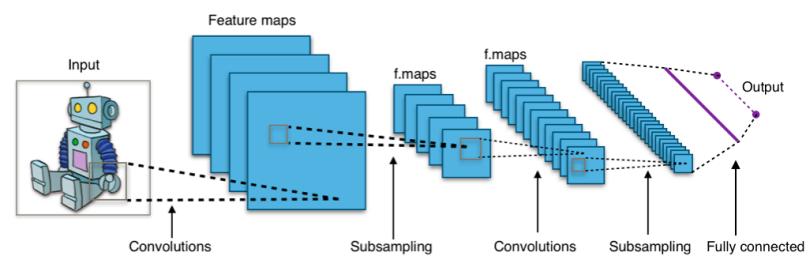 Feature maps
Input
f.maps
f.maps
Output
Convolutions
Subsampling
Convolutions
Subsampling
Fully connected